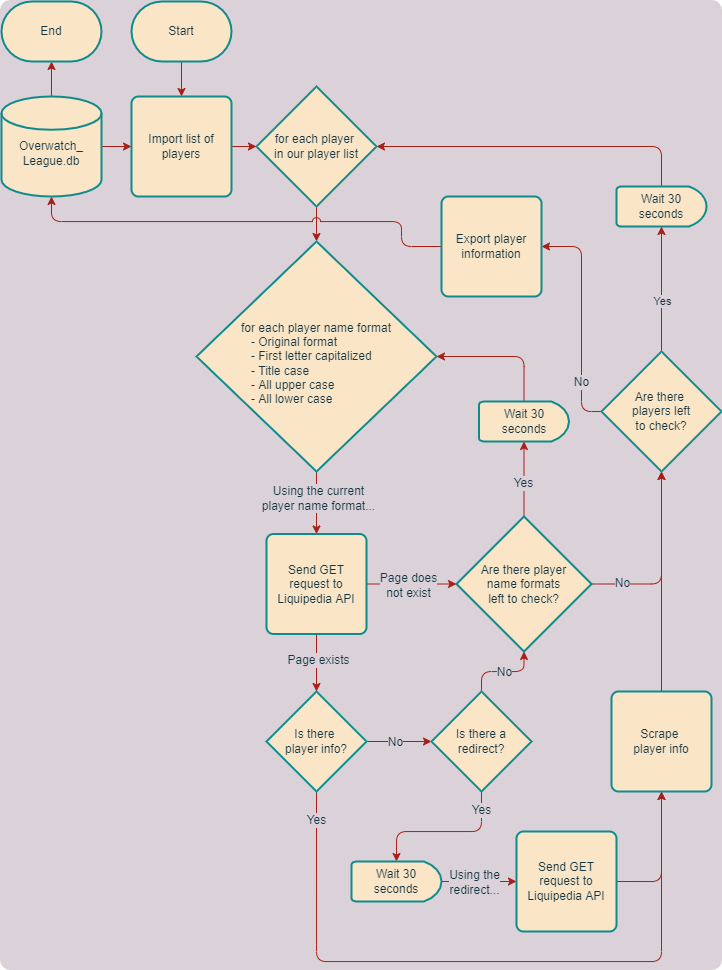 End
Start
Overwatch_
League.db
Import list of
players
for each player
in our player list
Wait 30
seconds
Export player
information
Yes
for each player name format
- Original format
- First letter capitalized
- Title case
- All upper case
- All lower case
No
Are there
players left
to check?
Wait 30
seconds
Using the current
player name format...
Yes
Send GET
request to
Liquipedia API
Page does
not exist
Are there player
name formats
left to check?
No
Page exists
No
Is there
player info?
No
Is there a
redirect?
Scrape
player info
Yes
Yes
Wait 30
seconds
Using the
redirect...
Send GET
request to
Liquipedia API